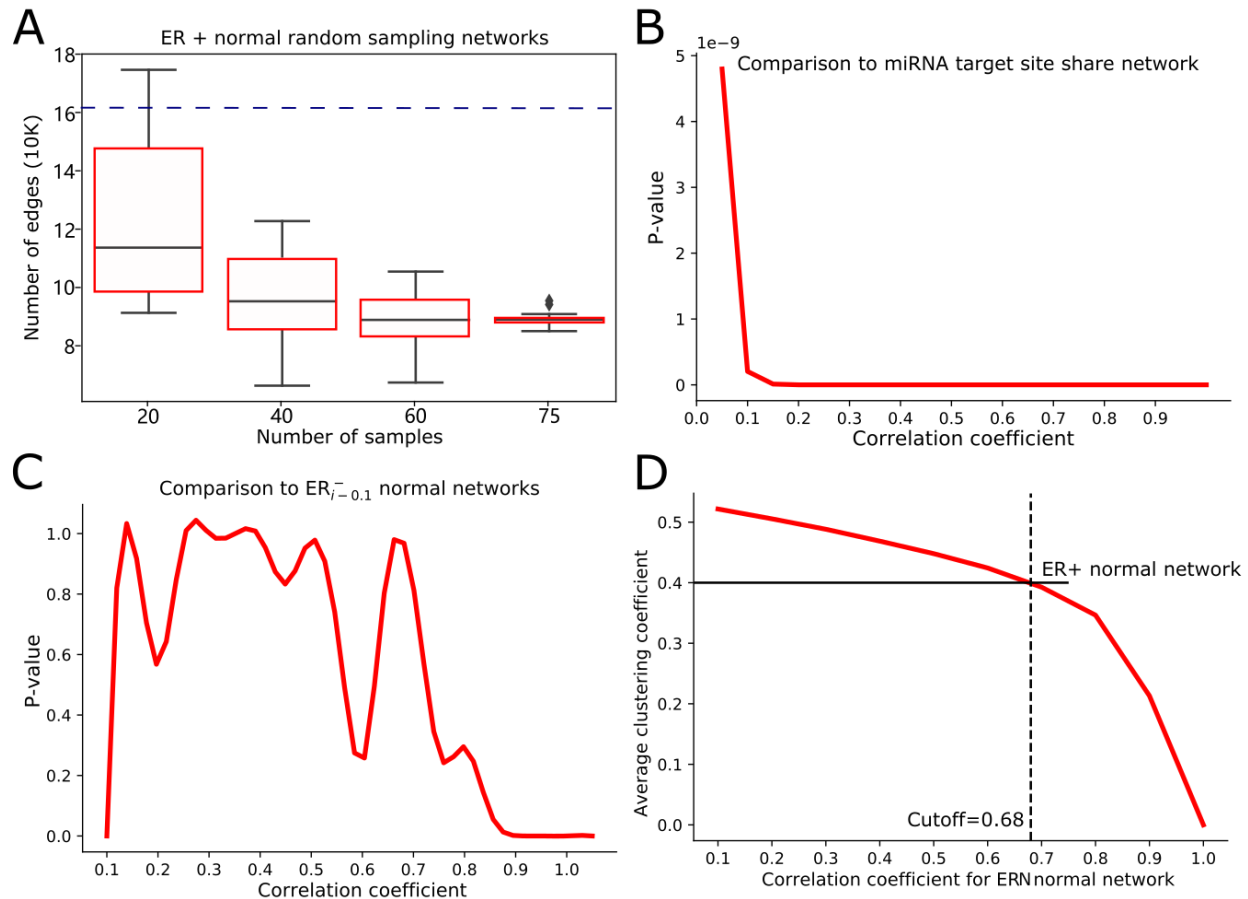 A
ER + normal random sampling networks
Number of edges (10K)
18
16
14
12
10
8
20 40 60 75
Number of samples
B
1e−9
Comparison to miRNA target site share network
P-value
5
4
3
2
1
0
0.0 0.1 0.2 0.3 0.4 0.5 0.6 0.7 0.8 0.9
Correlation coefficient
C
Comparison to ER⁻ᵢ₋₀.₁ normal networks
P-value
1.0
0.8
0.6
0.4
0.2
0.0
0.1 0.2 0.3 0.4 0.5 0.6 0.7 0.8 0.9 1.0
Correlation coefficient
D
Average clustering coefficient
0.5
0.4
0.3
0.2
0.1
0.0
ER+ normal network
Cutoff=0.68
0.1 0.2 0.3 0.4 0.5 0.6 0.7 0.8 0.9 1.0
Correlation coefficient for ERNnormal network